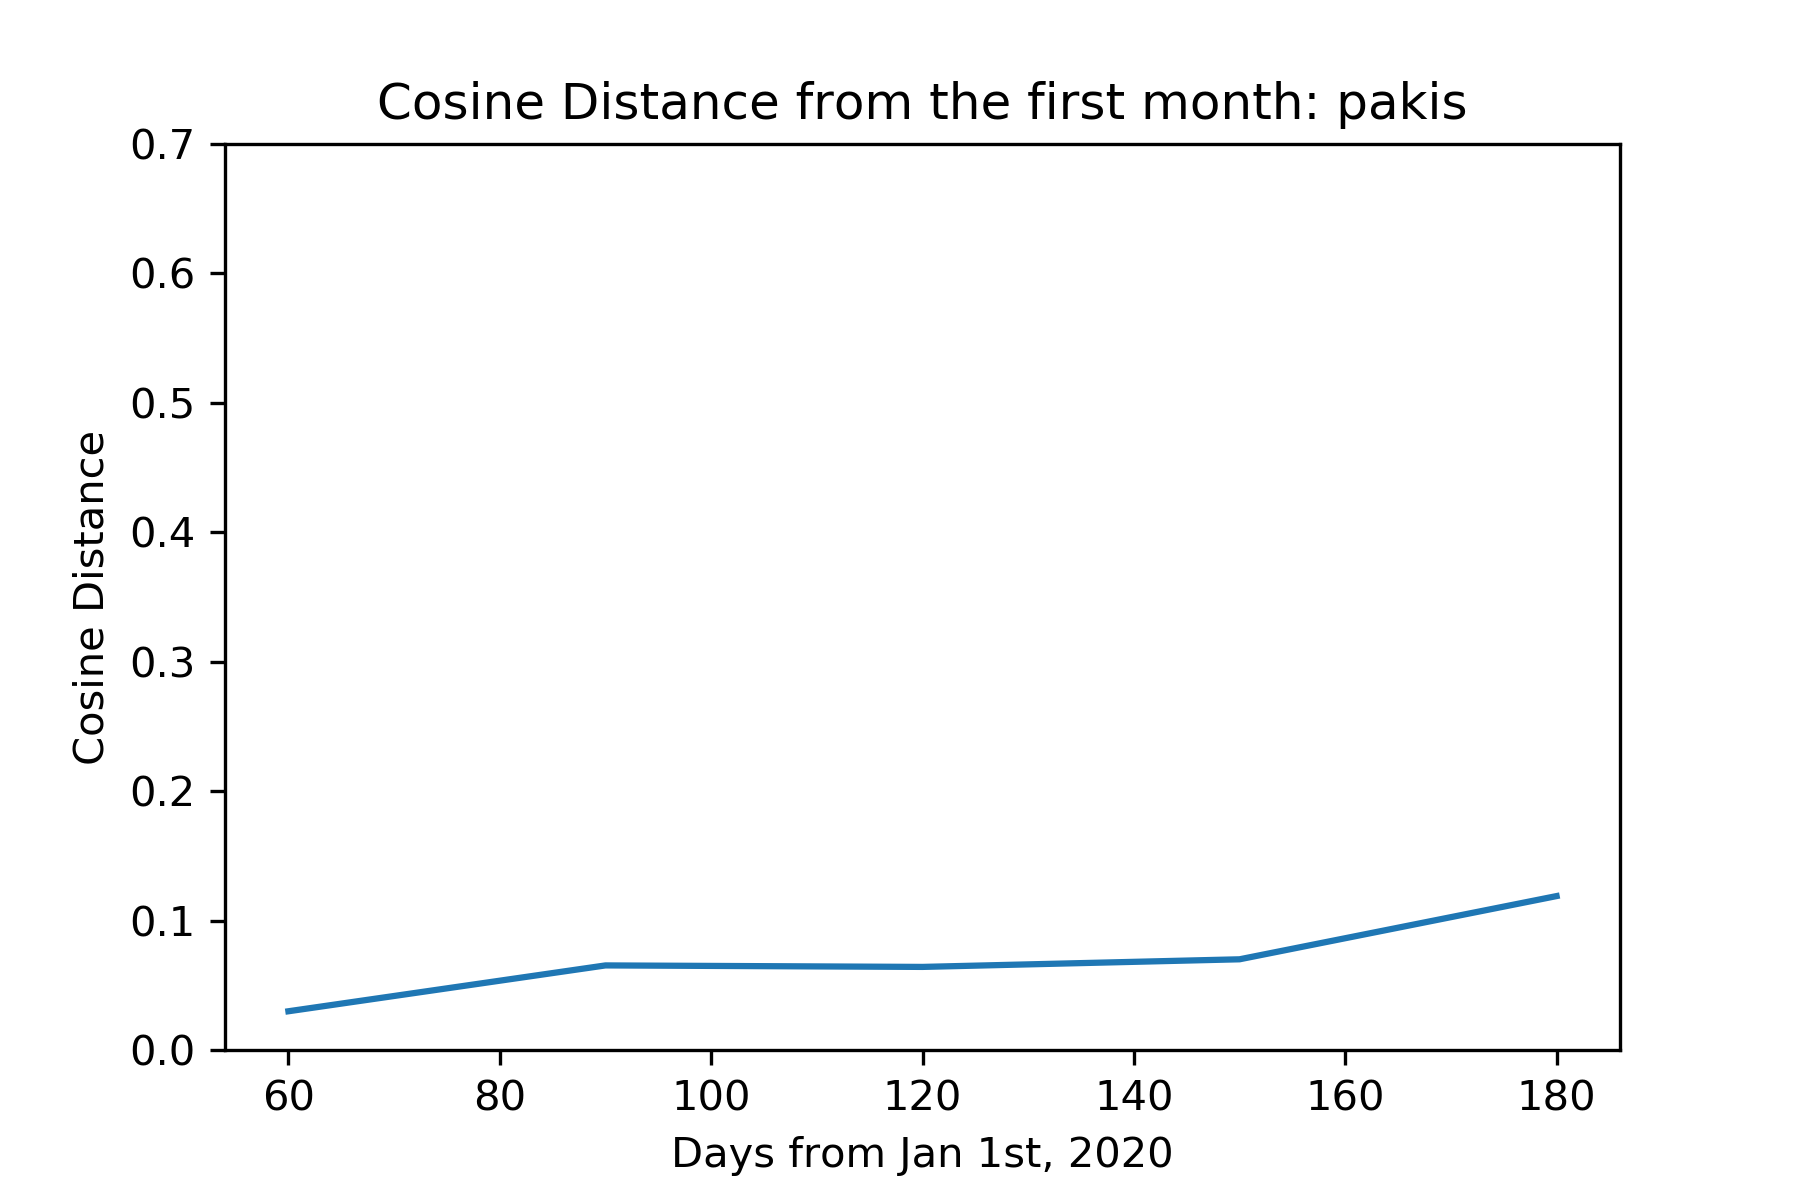 Cosine Distance from the first month: pakis
0.7
0.6
0.5
0.4
0.3
0.2
0.1
0.0
Cosine Distance
60 80 100 120 140 160 180
Days from Jan 1st, 2020